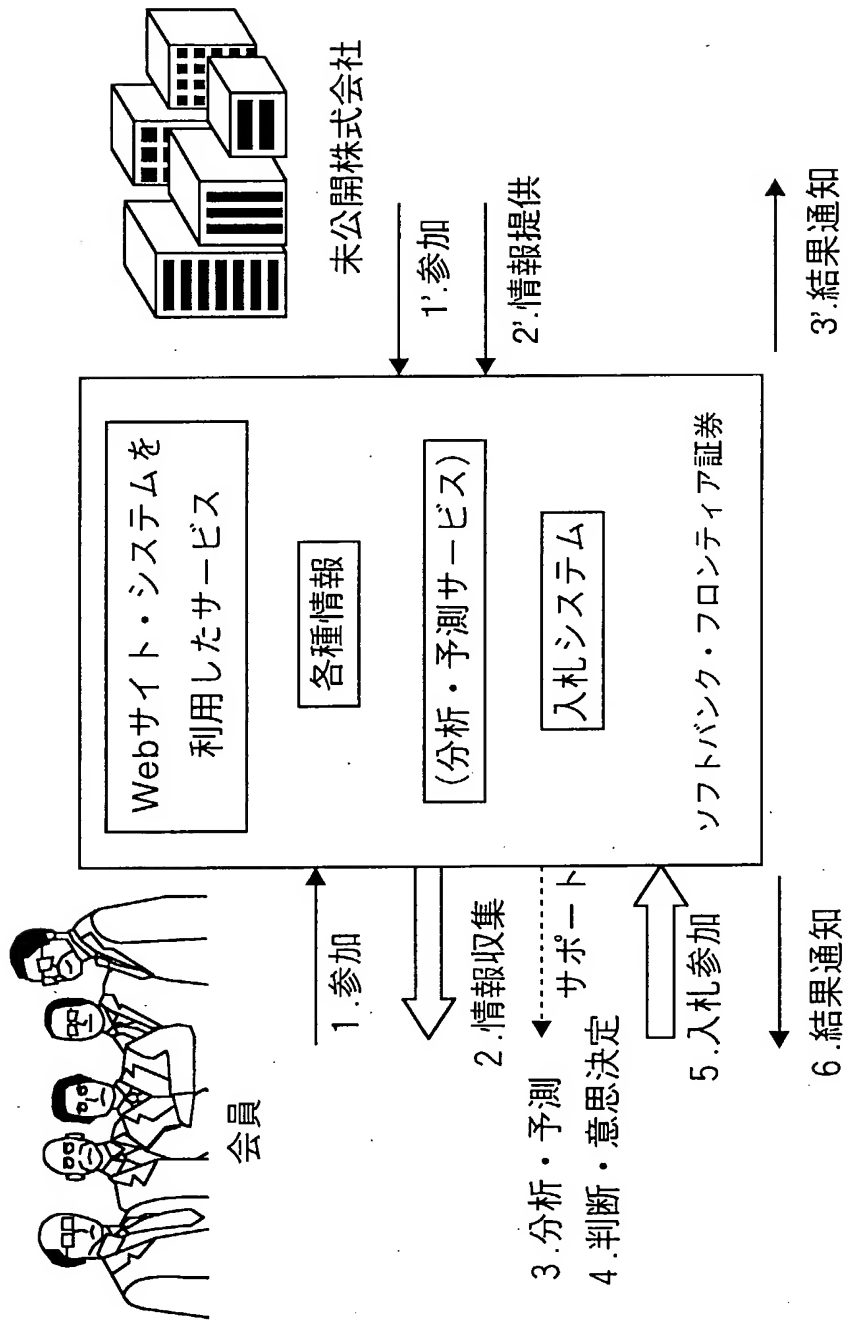 会員
1.参加
2.情報収集
サポート
3.分析・予測
4.判断・意思決定
5.入札参加
6.結果通知
Webサイト・システムを
利用したサービス
各種情報
(分析・予測サービス)
入札システム
ソフトバンク・フロンティア証券
未公開株式会社
1'.参加
2'.情報提供
3'.結果通知